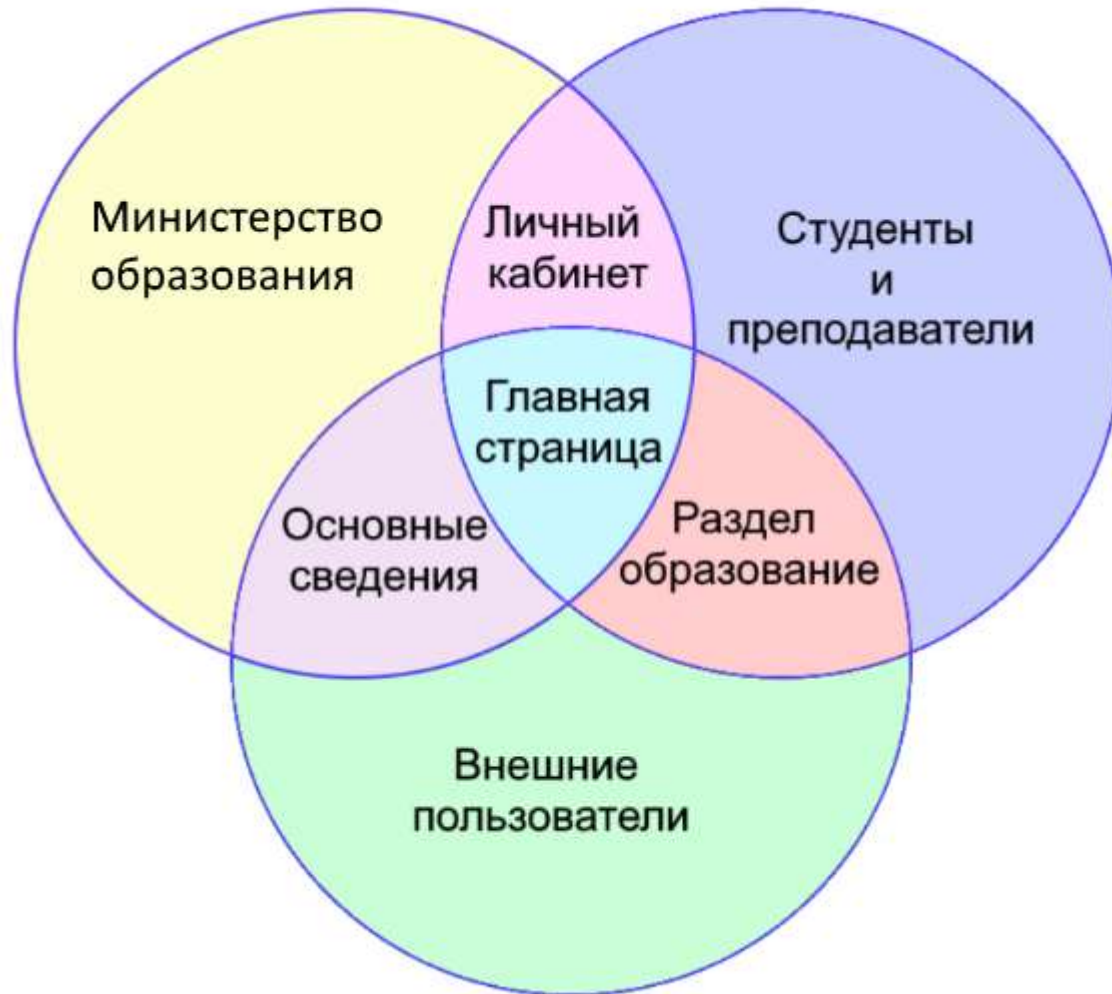 Министерство
образования
Личный
кабинет
Студенты
и
преподаватели
Главная
страница
Основные
сведения
Раздел
образование
Внешние
пользователи